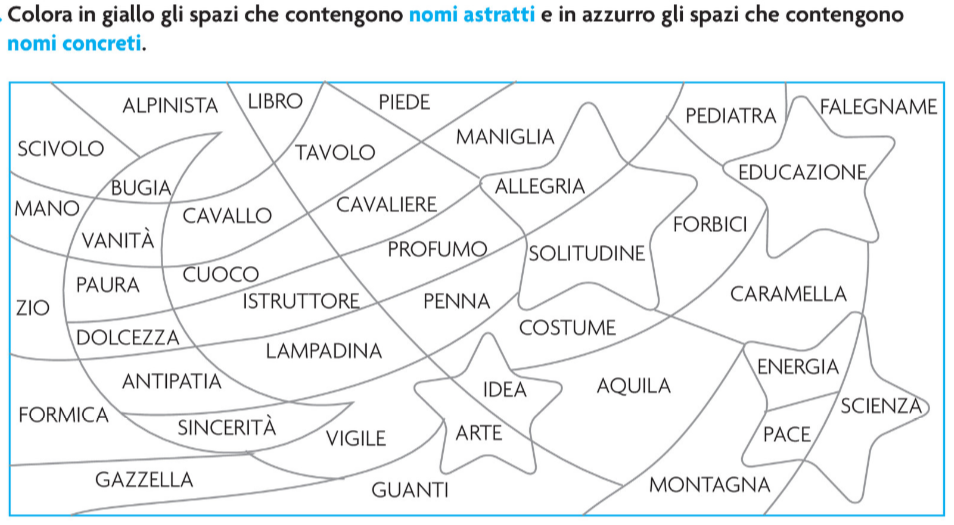 . Colora in giallo gli spazi che contengono nomi astratti e in azzurro gli spazi che contengono
nomi concreti.
ALPINISTA LIBRO PIEDE PEDIATRA FALEGNAME
SCIVOLO TAVOLO MANIGLIA
BUGIA ALLEGRIA EDUCAZIONE
MANO CAVALLO CAVALIERE FORBICI
VANITÀ PROFUMO SOLITUDINE
PAURA CUOCO
ZIO ISTRUTTORE PENNA CARAMELLA
DOLCEZZA LAMPADINA COSTUME
ANTIPATIA IDEA AQUILA ENERGIA
FORMICA SINCERITÀ VIGILE ARTE PACE SCIENZA
GAZZELLA GUANTI MONTAGNA